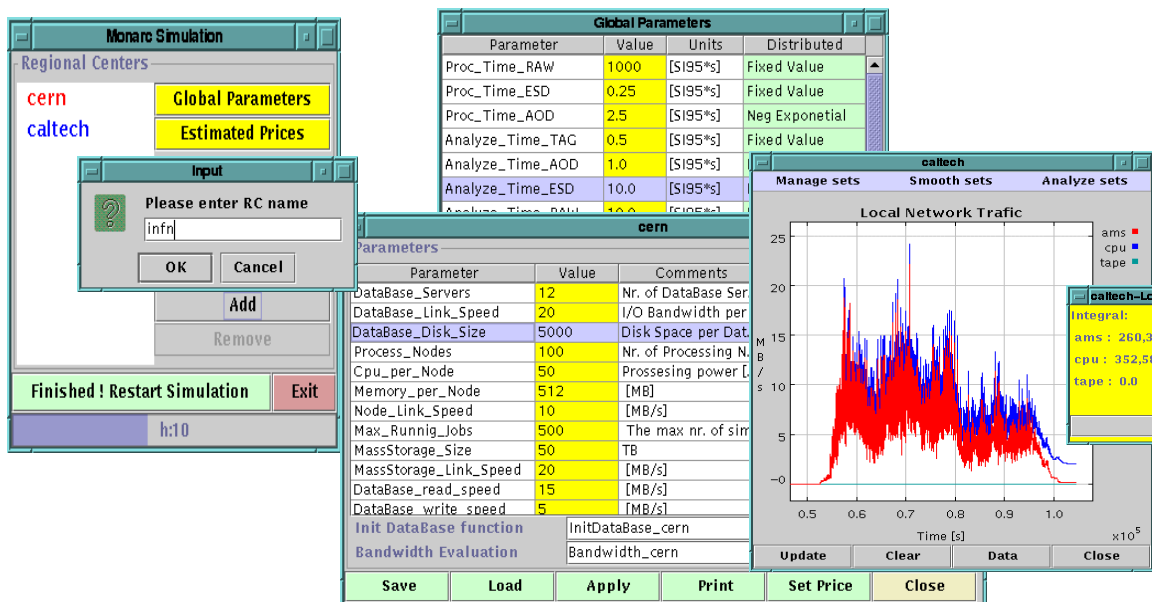 Monarc Simulation
Regional Centers
cern
caltech
Global Parameters
Estimated Prices
Input
Please enter RC name
infn
OK Cancel
Add
Remove
Finished ! Restart Simulation Exit
h:10
Global Parameters
Parameter Value Units Distributed
Proc_Time_RAW 1000 [SI95*s] Fixed Value
Proc_Time_ESD 0.25 [SI95*s] Fixed Value
Proc_Time_AOD 2.5 [SI95*s] Neg Exponetial
Analyze_Time_TAG 0.5 [SI95*s] Fixed Value
Analyze_Time_AOD 1.0 [SI95*s]
Analyze_Time_ESD 10.0 [SI95*s]
cern
Parameters
Parameter Value Comments
DataBase_Servers 12 Nr. of DataBase Ser.
DataBase_Link_Speed 20 I/O Bandwidth per
DataBase_Disk_Size 5000 Disk Space per Dat.
Process_Nodes 100 Nr. of Processing N.
Cpu_per_Node 50 Prossesing power [.
Memory_per_Node 512 [MB]
Node_Link_Speed 10 [MB/s]
Max_Runnig_Jobs 500 The max nr. of sim
MassStorage_Size 50 TB
MassStorage_Link_Speed 20 [MB/s]
DataBase_read_speed 15 [MB/s]
DataBase_write_speed 5 [MB/s]
Init DataBase function InitDataBase_cern
Bandwidth Evaluation Bandwidth_cern
Save Load Apply Print Set Price Close
caltech
Manage sets Smooth sets Analyze sets
Local Network Trafic
ams
cpu
tape
25
20
15
10
5
−0
MB/s
0.5 0.6 0.7 0.8 0.9 1.0
Time [s] x10⁵
Update Clear Data Close
caltech-Lo
Integral:
ams : 260,3
cpu : 352,58
tape : 0.0